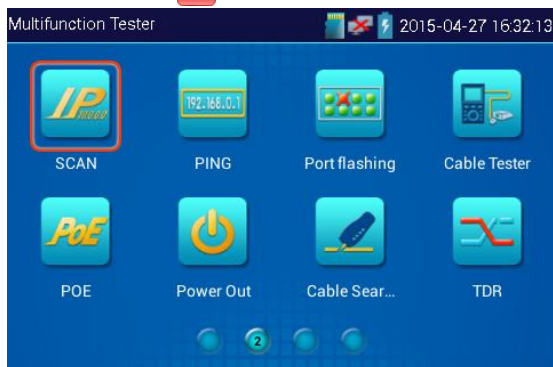 Multifunction Tester 2015-04-27 16:32:13
IP
192.168.0.1
SCAN PING Port flashing Cable Tester
PoE
POE Power Out Cable Sear... TDR
2